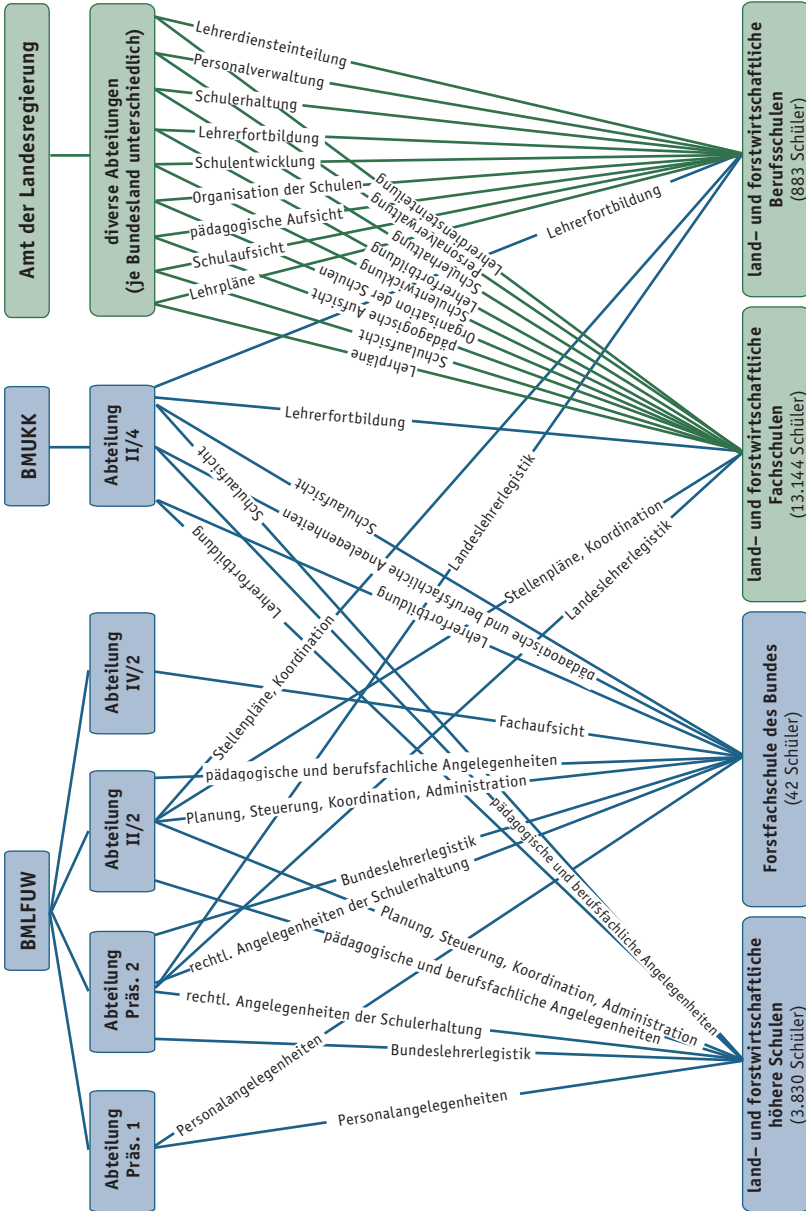 BMLFUW
BMUKK
Amt der Landesregierung
Abteilung
Präs. 1
Abteilung
Präs. 2
Abteilung
II/2
Abteilung
IV/2
Abteilung
II/4
diverse Abteilungen
(je Bundesland unterschiedlich)
Personalangelegenheiten
Personalangelegenheiten
Bundeslehrerlegistik
rechtl. Angelegenheiten der Schulerhaltung
rechtl. Angelegenheiten der Schulerhaltung
Bundeslehrerlegistik
Landeslehrerlegistik
Landeslehrerlegistik
pädagogische und berufsfachliche Angelegenheiten
Planung, Steuerung, Koordination, Administration
Planung, Steuerung, Koordination, Administration
pädagogische und berufsfachliche Angelegenheiten
Stellenpläne, Koordination
Stellenpläne, Koordination
Fachaufsicht
Lehrerfortbildung
pädagogische und berufsfachliche Angelegenheiten
Schulaufsicht
Lehrerfortbildung
pädagogische und berufsfachliche Angelegenheiten
Schulaufsicht
Lehrerfortbildung
Lehrerfortbildung
Lehrpläne
Schulaufsicht
pädagogische Aufsicht
Organisation der Schulen
Schulentwicklung
Lehrerfortbildung
Schulerhaltung
Personalverwaltung
Lehrerdiensteinteilung
Lehrpläne
Schulaufsicht
pädagogische Aufsicht
Organisation der Schulen
Schulentwicklung
Lehrerfortbildung
Schulerhaltung
Personalverwaltung
Lehrerdiensteinteilung
land– und forstwirtschaftliche
höhere Schulen
(3.830 Schüler)
Forstfachschule des Bundes
(42 Schüler)
land– und forstwirtschaftliche
Fachschulen
(13.144 Schüler)
land– und forstwirtschaftliche
Berufsschulen
(883 Schüler)